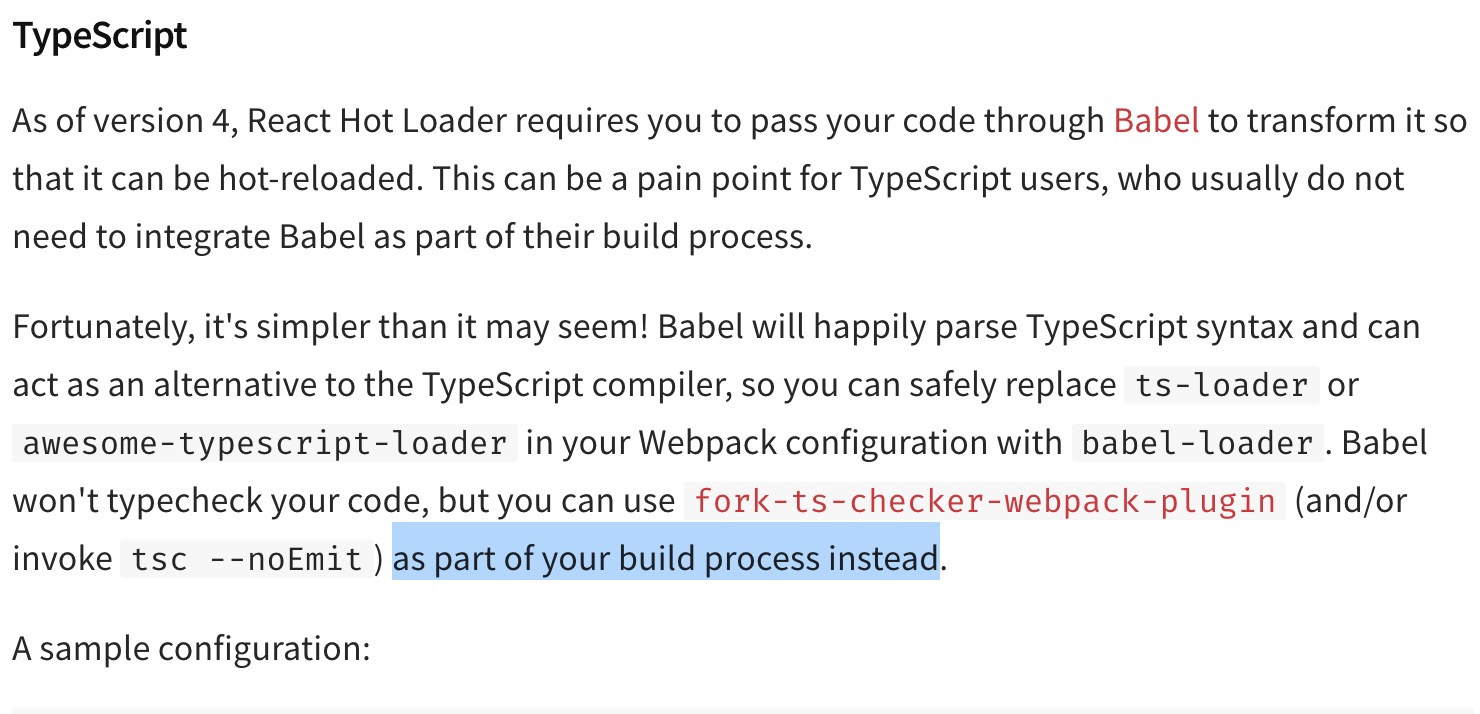 TypeScript
As of version 4, React Hot Loader requires you to pass your code through Babel to transform it so
that it can be hot-reloaded. This can be a pain point for TypeScript users, who usually do not
need to integrate Babel as part of their build process.
Fortunately, it's simpler than it may seem! Babel will happily parse TypeScript syntax and can
act as an alternative to the TypeScript compiler, so you can safely replace ts-loader or
awesome-typescript-loader in your Webpack configuration with babel-loader. Babel
won't typecheck your code, but you can use fork-ts-checker-webpack-plugin (and/or
invoke tsc --noEmit) as part of your build process instead.
A sample configuration: